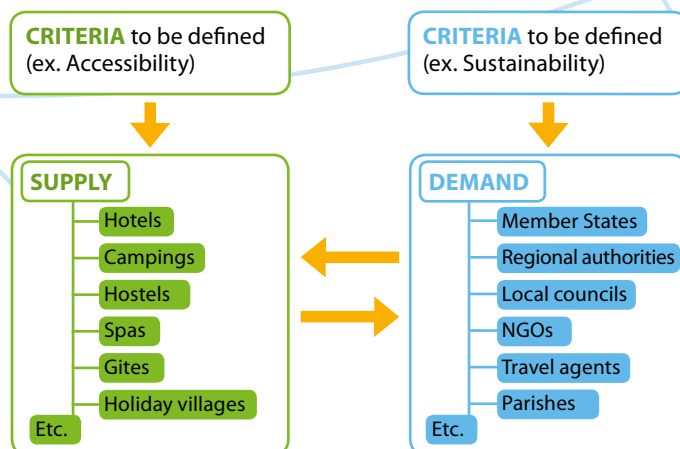 CRITERIA to be defined
(ex. Accessibility)
CRITERIA to be defined
(ex. Sustainability)
SUPPLY
Hotels
Campings
Hostels
Spas
Gites
Holiday villages
Etc.
DEMAND
Member States
Regional authorities
Local councils
NGOs
Travel agents
Parishes
Etc.